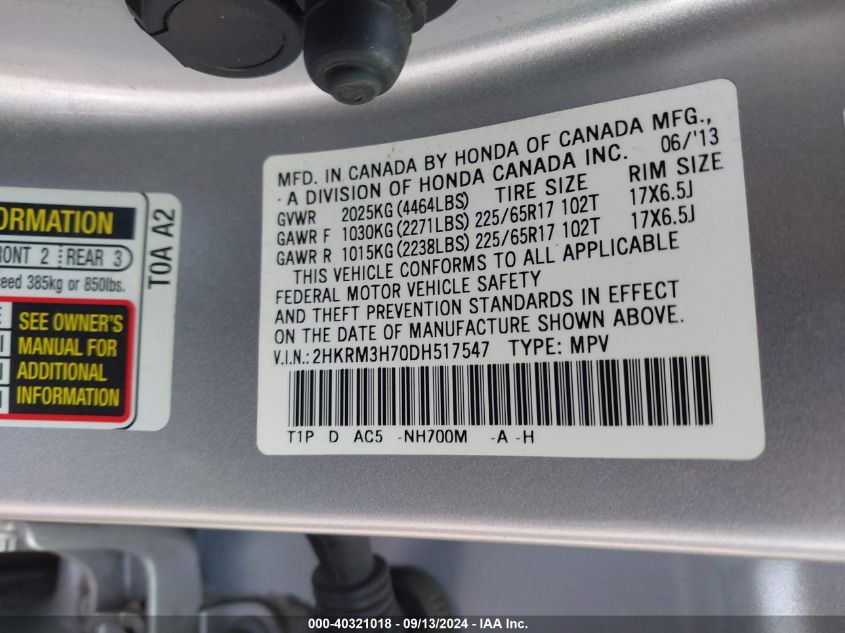 MFD. IN CANADA BY HONDA OF CANADA MFG.,
-A DIVISION OF HONDA CANADA INC. 06/'13
GVWR 2025KG(4464LBS) TIRE SIZE RIM SIZE
GAWR F 1030KG(2271LBS) 225/65R17 102T 17X6.5J
GAWR R 1015KG(2238LBS) 225/65R17 102T 17X6.5J
THIS VEHICLE CONFORMS TO ALL APPLICABLE
FEDERAL MOTOR VEHICLE SAFETY
AND THEFT PREVENTION STANDARDS IN EFFECT
ON THE DATE OF MANUFACTURE SHOWN ABOVE.
V.I.N.: 2HKRM3H70DH517547 TYPE: MPV
T1P D AC5 -NH700M -A -H
ORMATION
RONT 2 REAR 3
eed 385kg or 850lbs.
SEE OWNER'S
MANUAL FOR
ADDITIONAL
INFORMATION
T0A A2
000-40321018 - 09/13/2024 - IAA Inc.